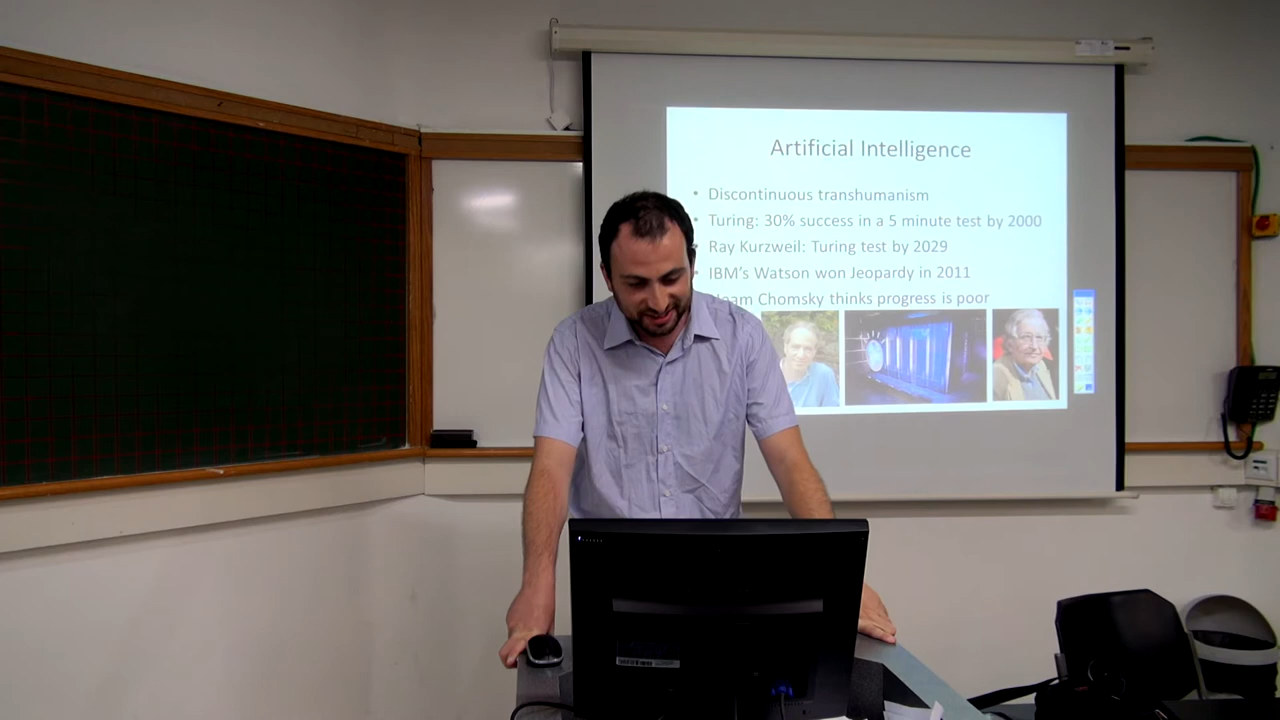 Artificial Intelligence
• Discontinuous transhumanism
• Turing: 30% success in a 5 minute test by 2000
• Ray Kurzweil: Turing test by 2029
• IBM's Watson won Jeopardy in 2011
Chomsky thinks progress is poor